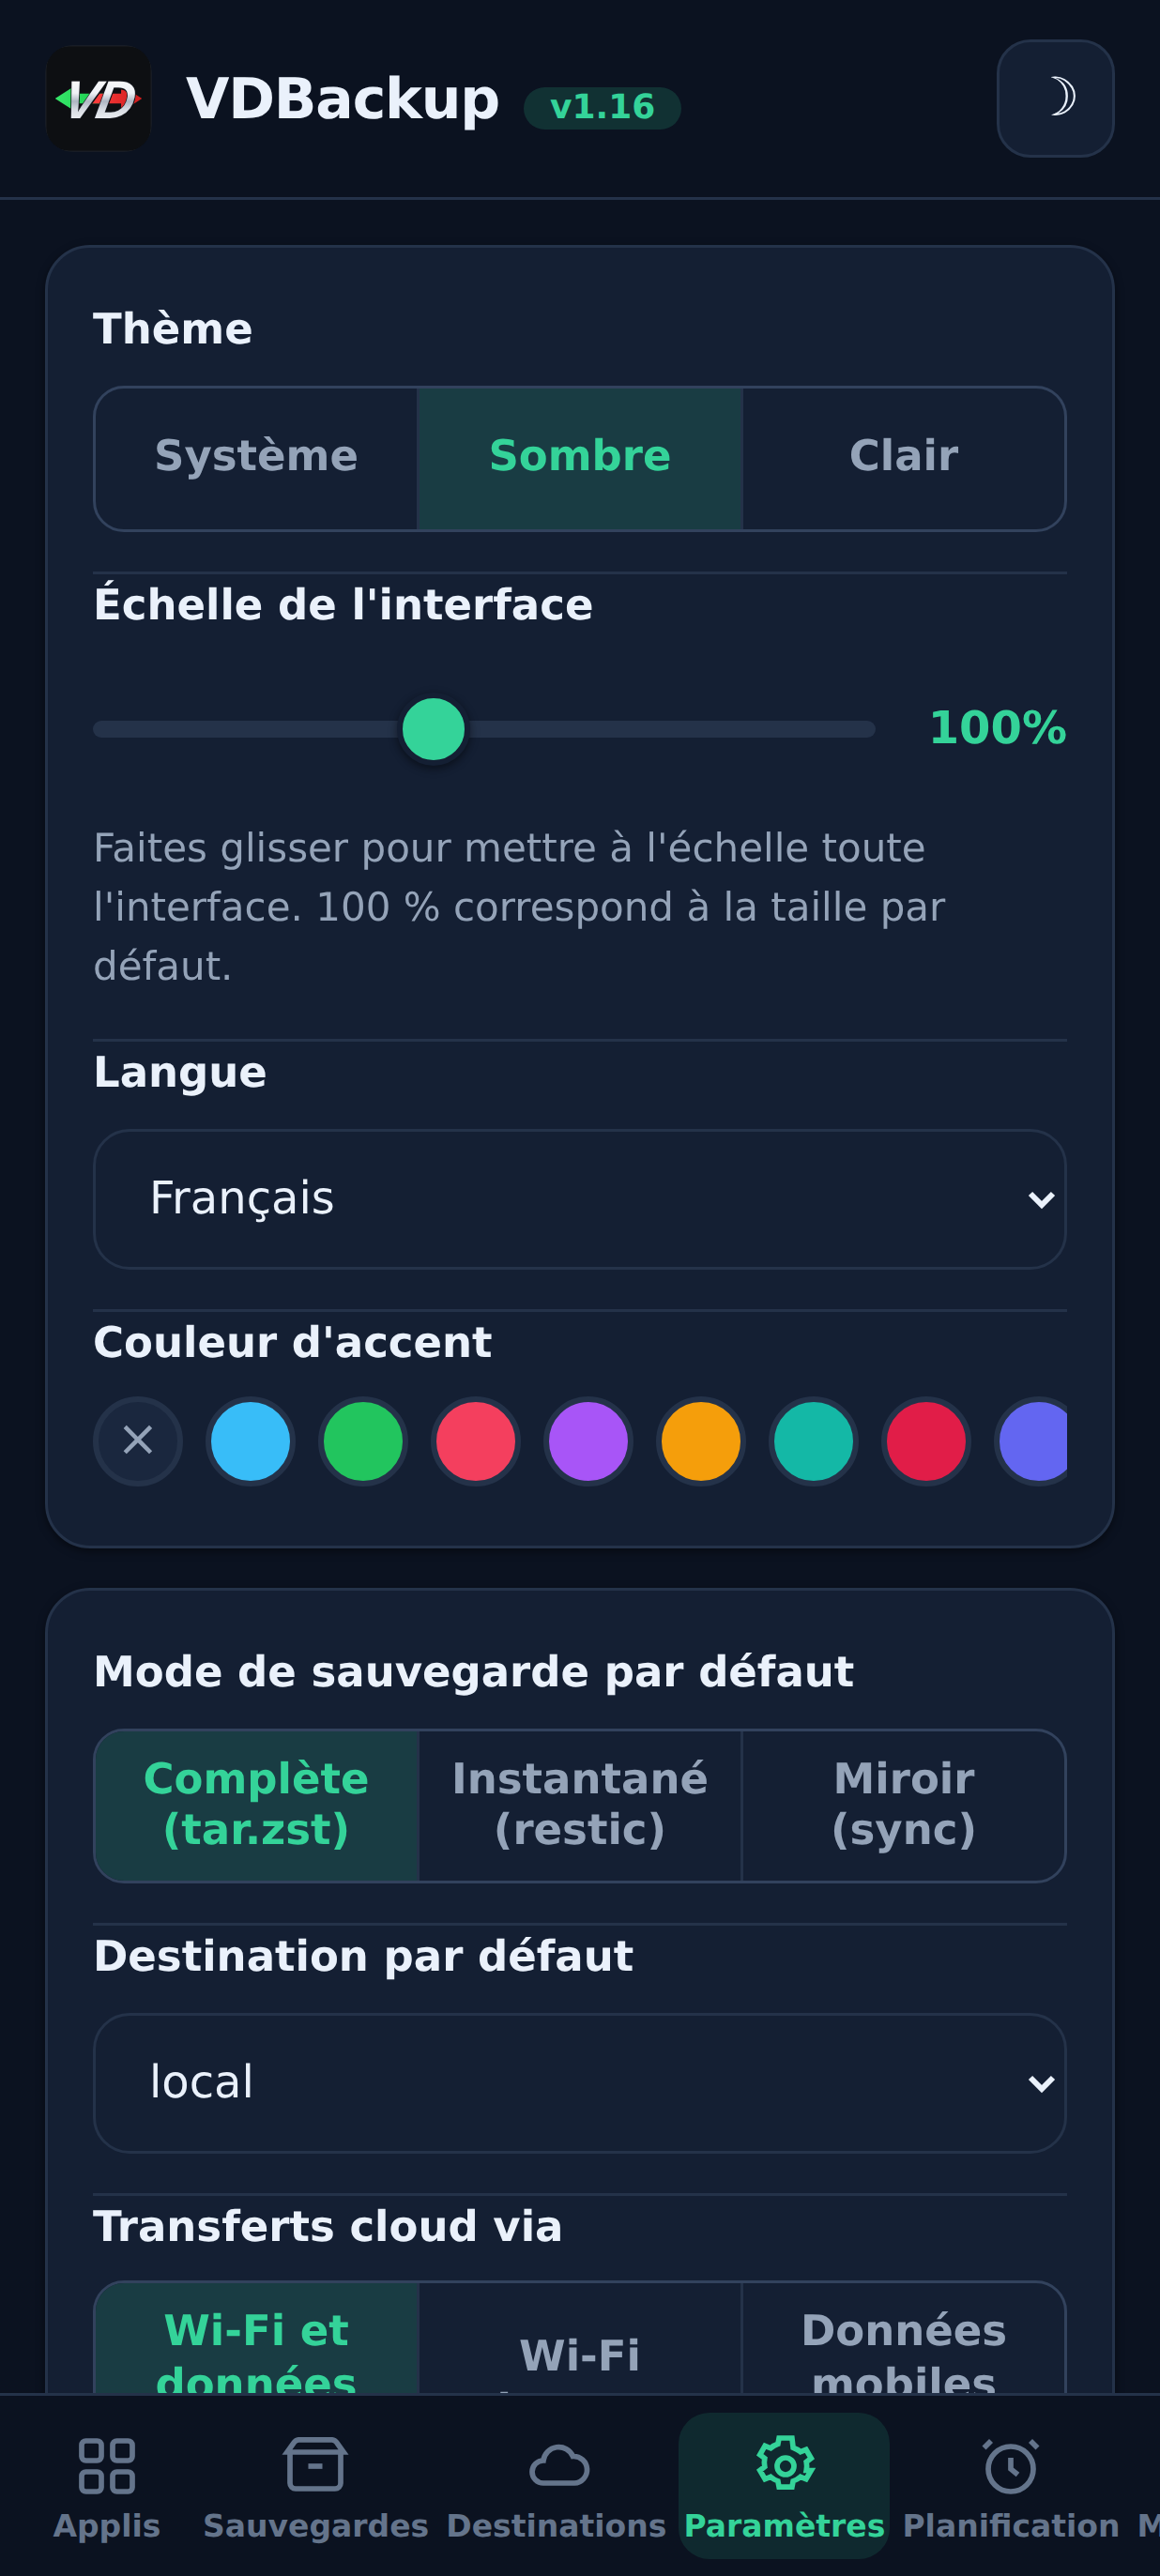 VD
VDBackup v1.16
Thème
Système Sombre Clair
Échelle de l'interface
100%
Faites glisser pour mettre à l'échelle toute
l'interface. 100 % correspond à la taille par
défaut.
Langue
Français
Couleur d'accent
Mode de sauvegarde par défaut
Complète
(tar.zst)
Instantané
(restic)
Miroir
(sync)
Destination par défaut
local
Transferts cloud via
Wi-Fi et
données
Wi-Fi
Données
mobiles
Applis Sauvegardes Destinations Paramètres Planification